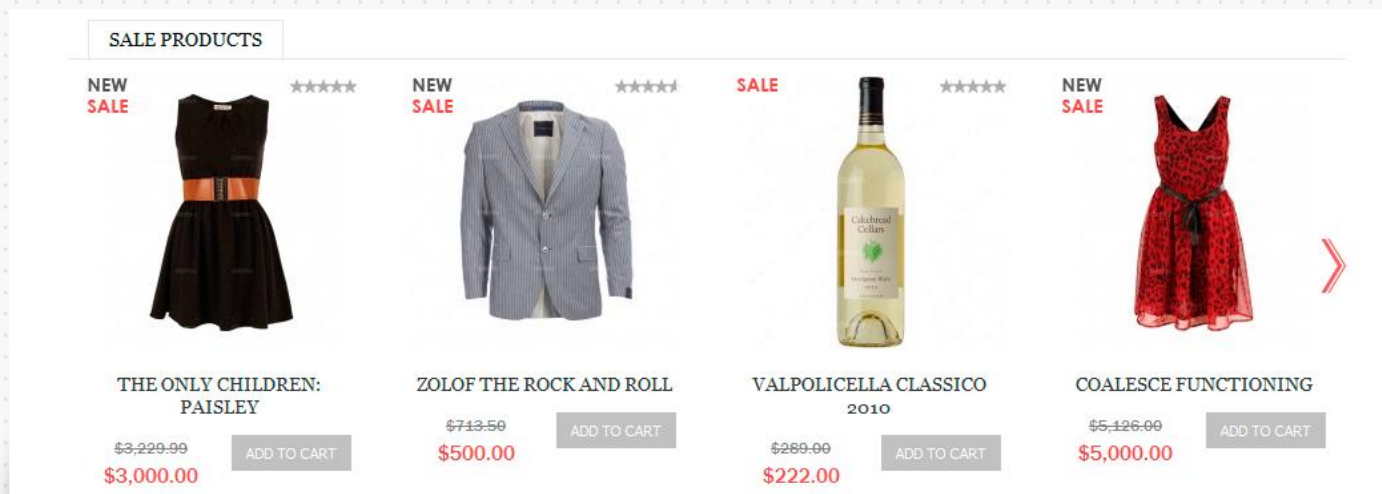 SALE PRODUCTS
NEW
SALE
THE ONLY CHILDREN:
PAISLEY
$3,229.99
$3,000.00
ADD TO CART
NEW
SALE
ZOLOF THE ROCK AND ROLL
$713.50
$500.00
ADD TO CART
SALE
Cakebread
Cellars
VALPOLICELLA CLASSICO
2010
$289.00
$222.00
ADD TO CART
NEW
SALE
COALESCE FUNCTIONING
$5,126.00
$5,000.00
ADD TO CART